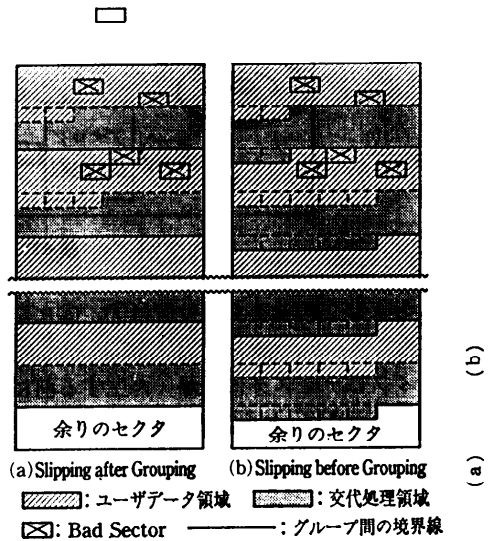 余りのセクタ 余りのセクタ
(a) Slipping after Grouping (b) Slipping before Grouping
: ユーザデータ領域 : 交代処理領域
: Bad Sector : グループ間の境界線
(b)
(a)